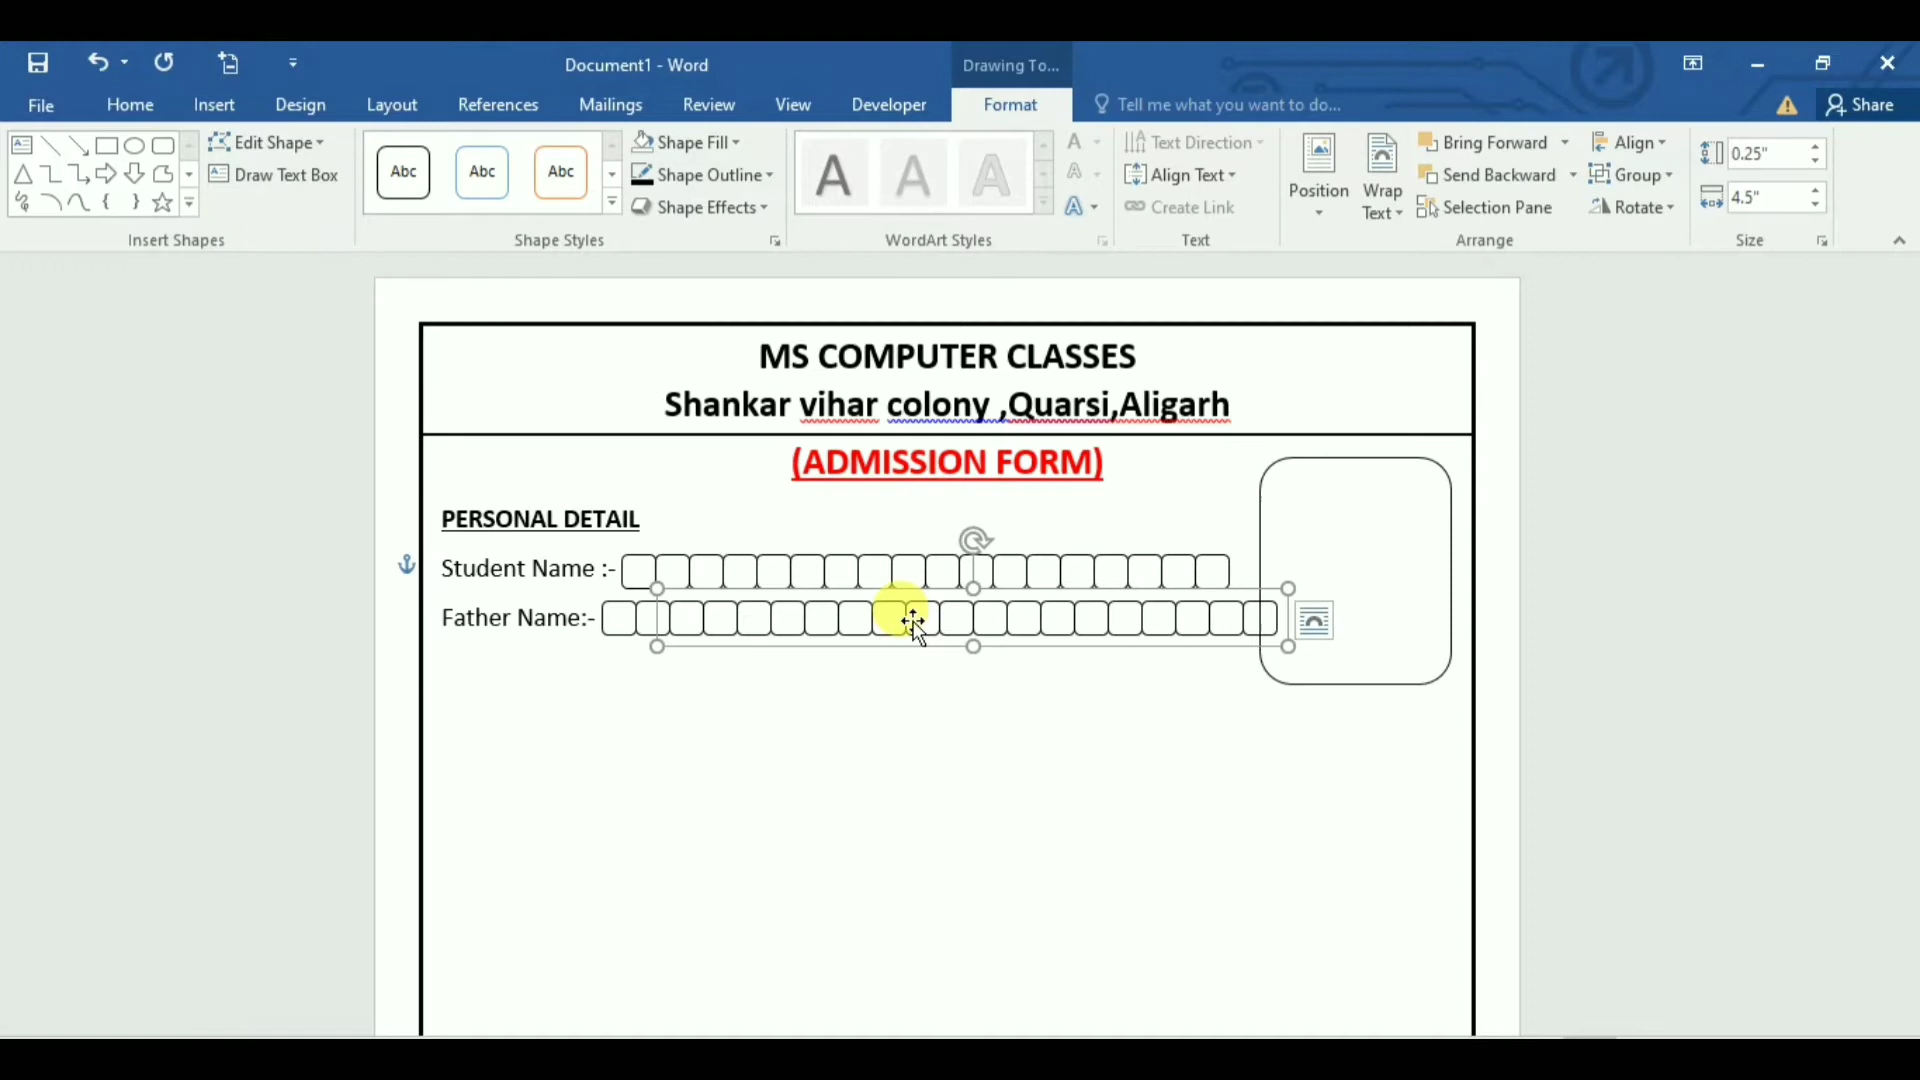 Document1 - Word
Drawing To...
File Home Insert Design Layout References Mailings Review View Developer Format Tell me what you want to do... Share
Edit Shape
Draw Text Box
Insert Shapes
Abc Abc Abc
Shape Fill
Shape Outline
Shape Effects
Shape Styles
A A A
WordArt Styles
Text Direction
Align Text
Create Link
Text
Position
Wrap Text
Bring Forward
Send Backward
Selection Pane
Align
Group
Rotate
Arrange
0.25"
4.5"
Size
MS COMPUTER CLASSES
Shankar vihar colony ,Quarsi,Aligarh
(ADMISSION FORM)
PERSONAL DETAIL
Student Name :-
Father Name:-